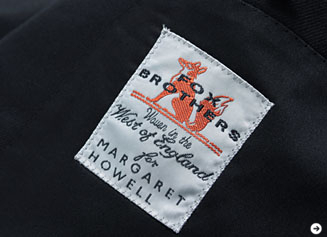 FOX
BROTHERS
Woven in the
West of England
for
MARGARET
HOWELL